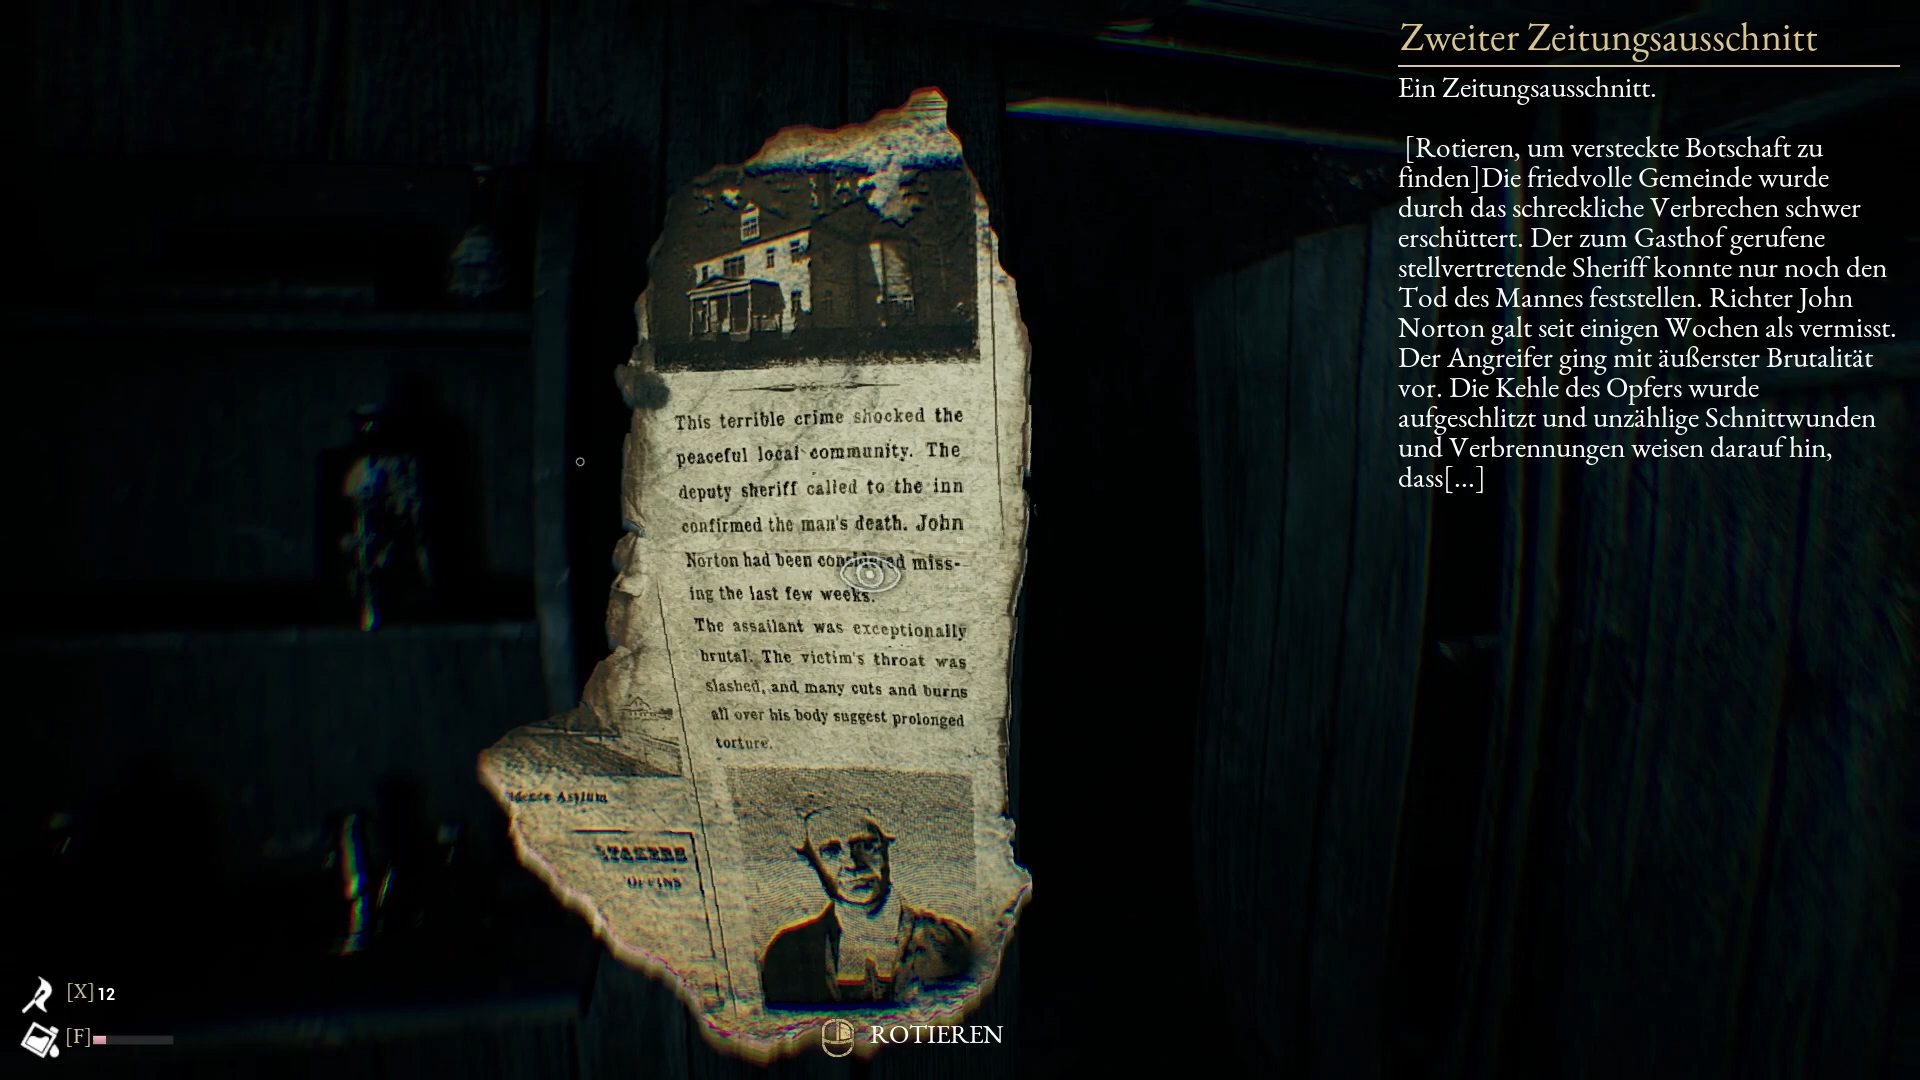 Zweiter Zeitungsausschnitt
Ein Zeitungsausschnitt.
[Rotieren, um versteckte Botschaft zu
finden]Die friedvolle Gemeinde wurde
durch das schreckliche Verbrechen schwer
erschüttert. Der zum Gasthof gerufene
stellvertretende Sheriff konnte nur noch den
Tod des Mannes feststellen. Richter John
Norton galt seit einigen Wochen als vermisst.
Der Angreifer ging mit äußerster Brutalität
vor. Die Kehle des Opfers wurde
aufgeschlitzt und unzählige Schnittwunden
und Verbrennungen weisen darauf hin,
dass[...]
This terrible crime shocked the
peaceful local community. The
deputy sheriff called to the inn
confirmed the man's death. John
Norton had been considered miss-
ing the last few weeks.
The assailant was exceptionally
brutal. The victim's throat was
slashed, and many cuts and burns
all over his body suggest prolonged
torture.
Asylum
[X] 12
[F]
ROTIEREN